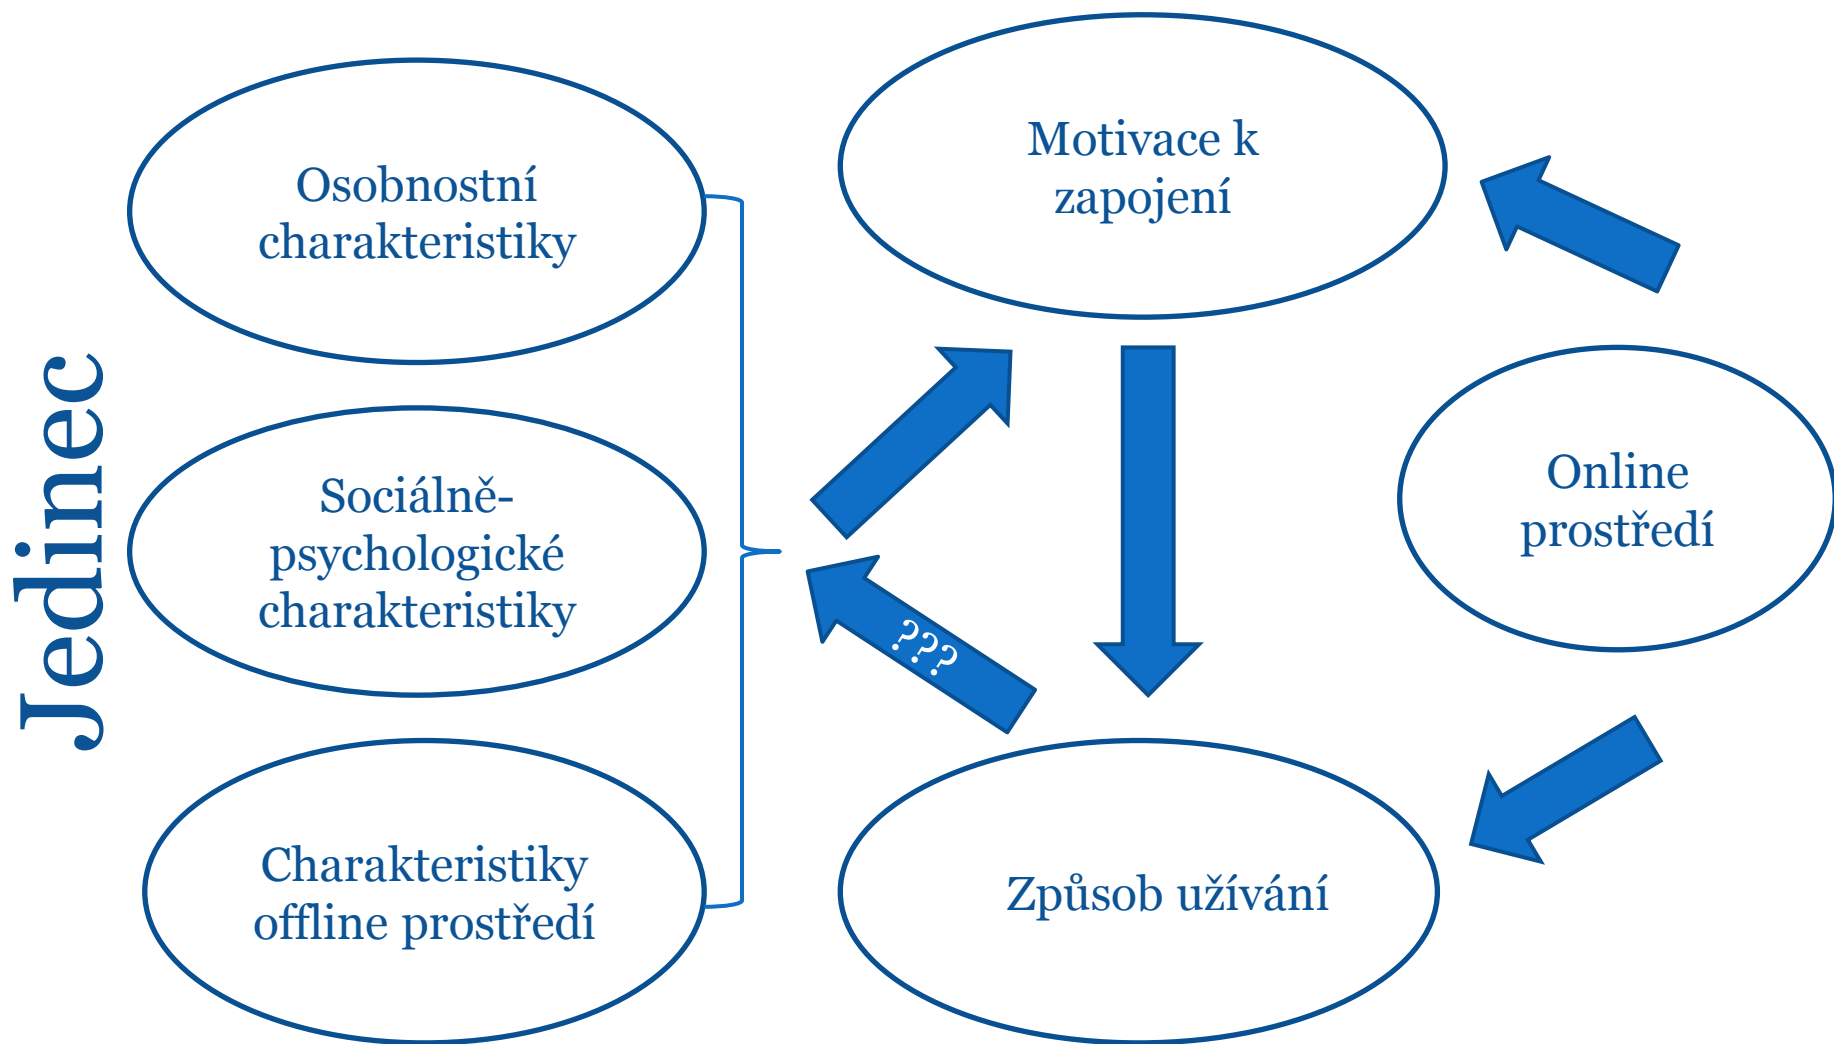 Jedinec
Osobnostní
charakteristiky
Sociálně-
psychologické
charakteristiky
Charakteristiky
offline prostředí
Motivace k
zapojení
???
Způsob užívání
Online
prostředí